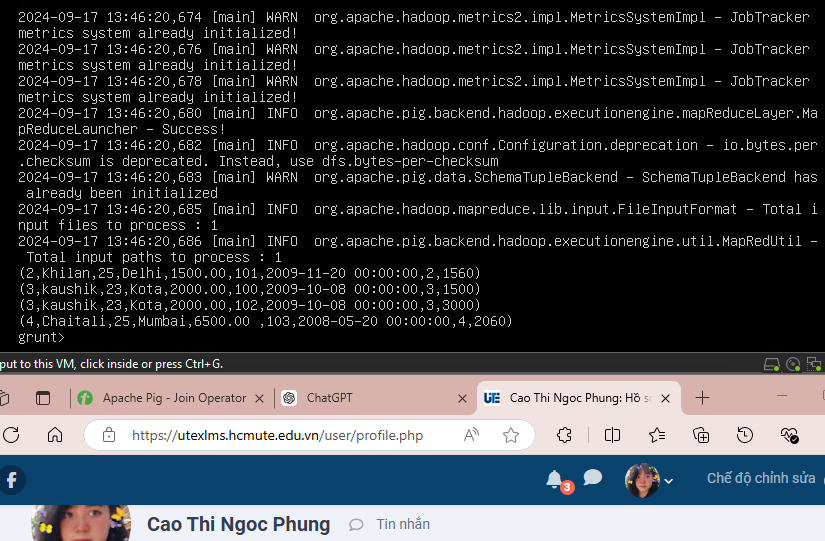 2024-09-17 13:46:20,674 [main] WARN  org.apache.hadoop.metrics2.impl.MetricsSystemImpl - JobTracker
metrics system already initialized!
2024-09-17 13:46:20,676 [main] WARN  org.apache.hadoop.metrics2.impl.MetricsSystemImpl - JobTracker
metrics system already initialized!
2024-09-17 13:46:20,678 [main] WARN  org.apache.hadoop.metrics2.impl.MetricsSystemImpl - JobTracker
metrics system already initialized!
2024-09-17 13:46:20,680 [main] INFO  org.apache.pig.backend.hadoop.executionengine.mapReduceLayer.Ma
pReduceLauncher - Success!
2024-09-17 13:46:20,682 [main] INFO  org.apache.hadoop.conf.Configuration.deprecation - io.bytes.per
.checksum is deprecated. Instead, use dfs.bytes-per-checksum
2024-09-17 13:46:20,683 [main] WARN  org.apache.pig.data.SchemaTupleBackend - SchemaTupleBackend has
already been initialized
2024-09-17 13:46:20,685 [main] INFO  org.apache.hadoop.mapreduce.lib.input.FileInputFormat - Total i
nput files to process : 1
2024-09-17 13:46:20,686 [main] INFO  org.apache.pig.backend.hadoop.executionengine.util.MapRedUtil -
Total input paths to process : 1
(2,Khilan,25,Delhi,1500.00,101,2009-11-20 00:00:00,2,1560)
(3,kaushik,23,Kota,2000.00,100,2009-10-08 00:00:00,3,1500)
(3,kaushik,23,Kota,2000.00,102,2009-10-08 00:00:00,3,3000)
(4,Chaitali,25,Mumbai,6500.00 ,103,2008-05-20 00:00:00,4,2060)
grunt>
put to this VM, click inside or press Ctrl+G.
Apache Pig - Join Operator
ChatGPT
UTE Cao Thi Ngoc Phung: Hồ s
https://utexlms.hcmute.edu.vn/user/profile.php
3
Chế độ chỉnh sửa
Cao Thi Ngoc Phung
Tin nhắn